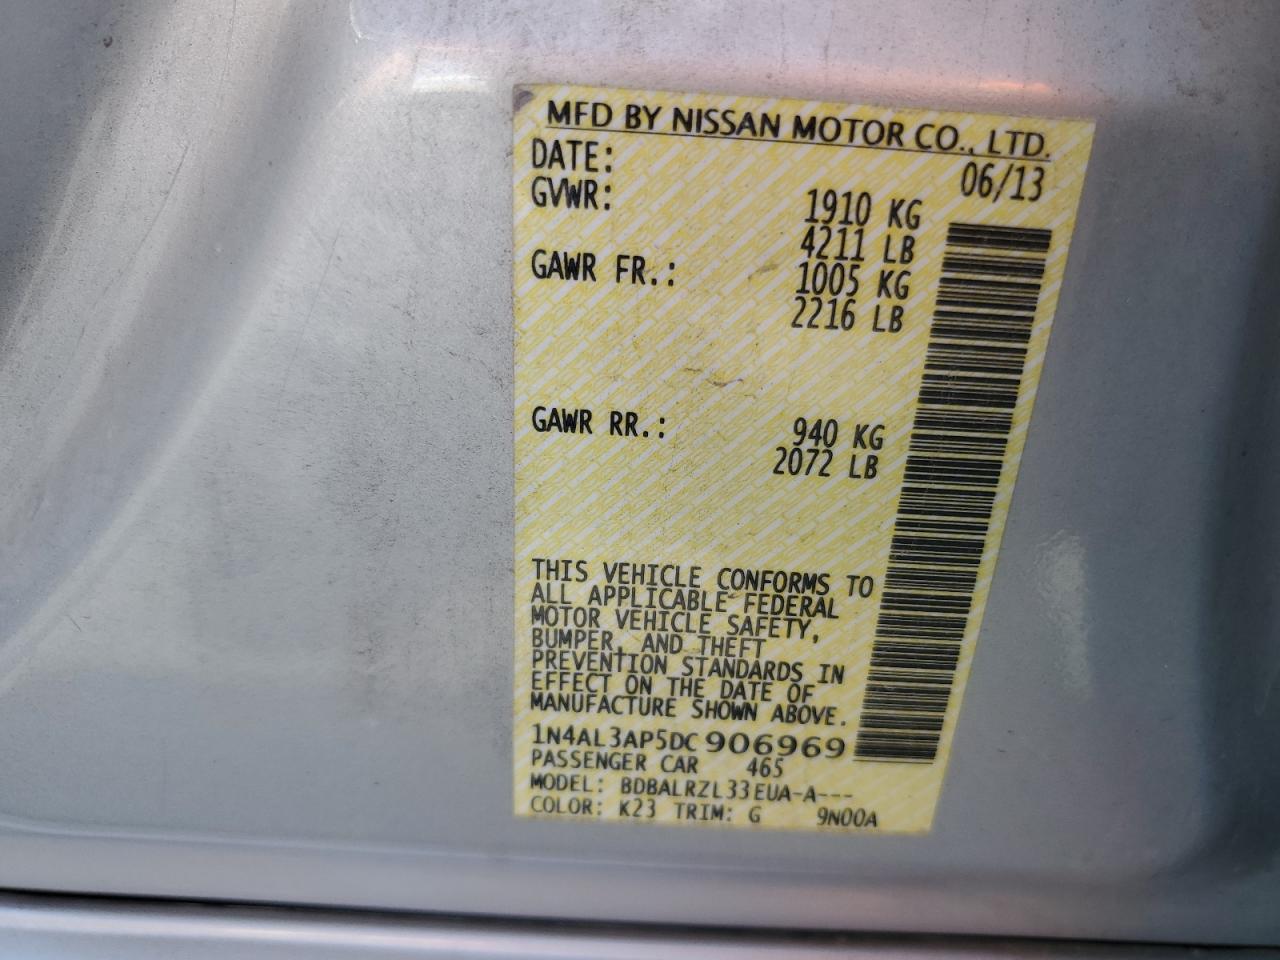 MFD BY NISSAN MOTOR CO., LTD.
DATE: 06/13
GVWR: 1910 KG
4211 LB
GAWR FR.: 1005 KG
2216 LB
GAWR RR.: 940 KG
2072 LB
THIS VEHICLE CONFORMS TO
ALL APPLICABLE FEDERAL
MOTOR VEHICLE SAFETY,
BUMPER, AND THEFT
PREVENTION STANDARDS IN
EFFECT ON THE DATE OF
MANUFACTURE SHOWN ABOVE.
1N4AL3AP5DC906969
PASSENGER CAR 465
MODEL: BDBALRZL33EUA-A---
COLOR: K23 TRIM: G 9N00A